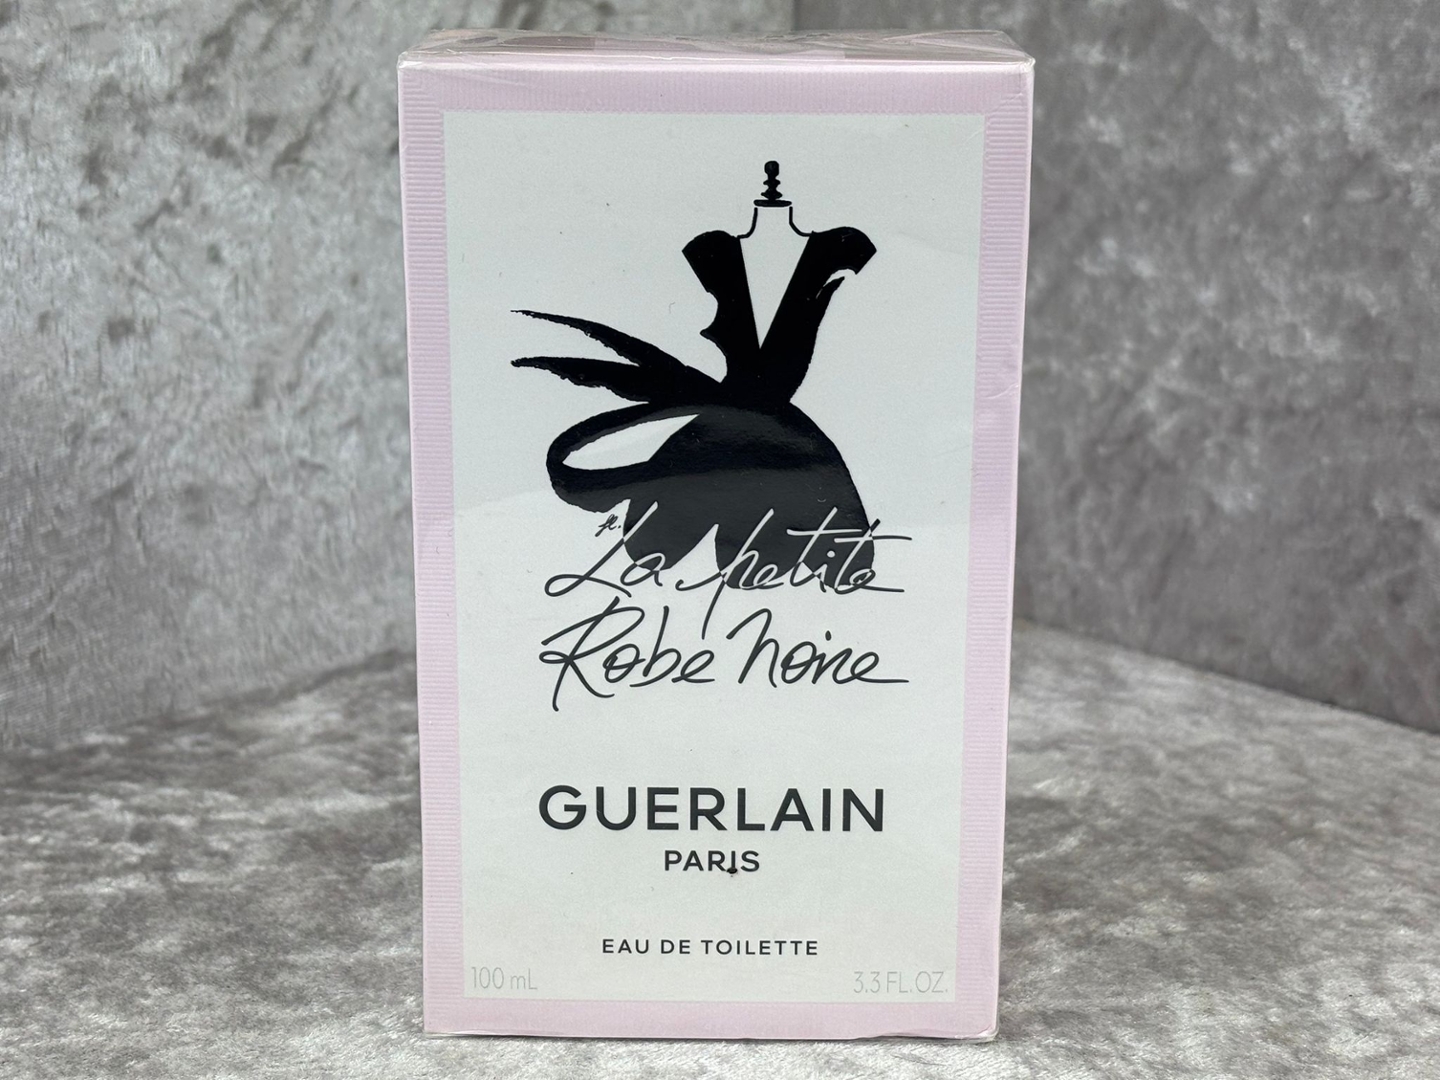 La petite
Robe Noire
GUERLAIN
PARIS
EAU DE TOILETTE
100 mL 3.3 FL.OZ.